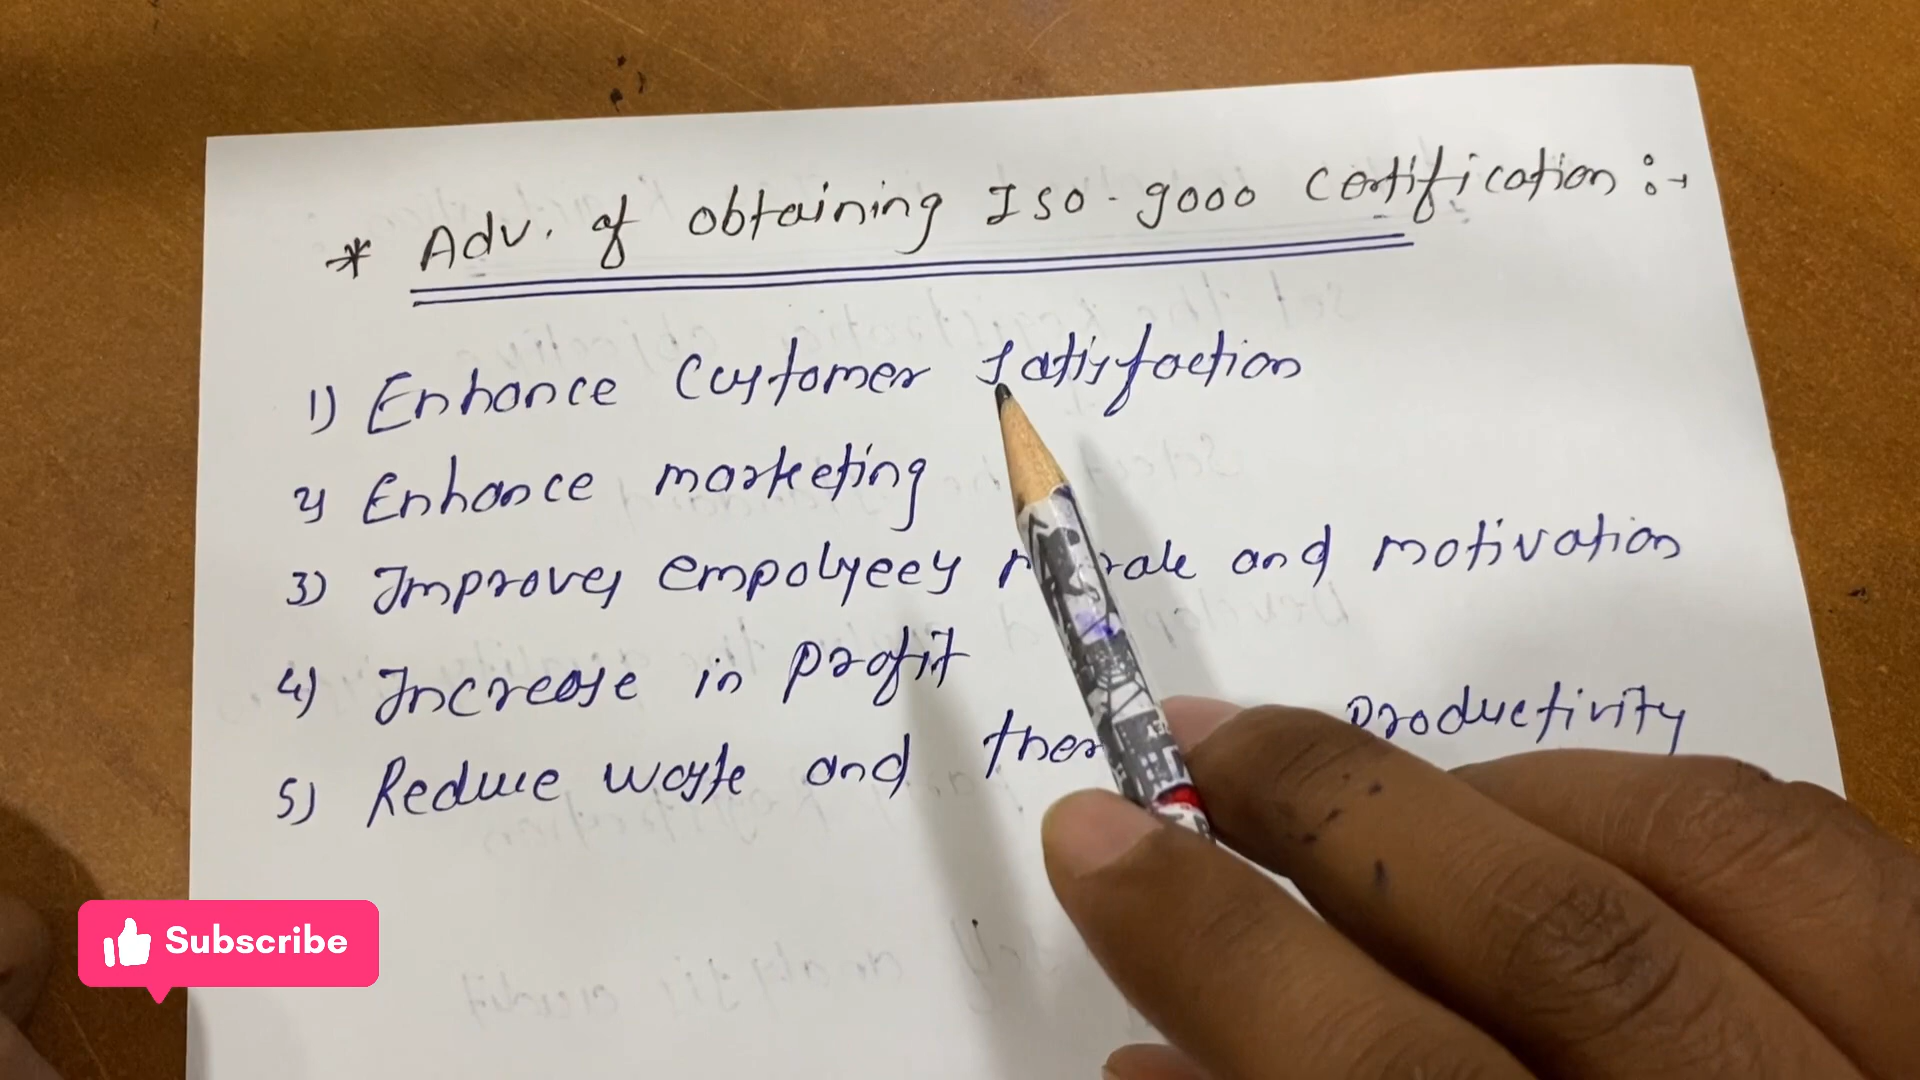 * Adv. of obtaining ISO-9000 Certification :-
1) Enhance Customer Satisfaction
2) Enhance marketing
3) Improves empolyees and motivation
4) Increase in profit
5) Reduce waste and productivity
Subscribe